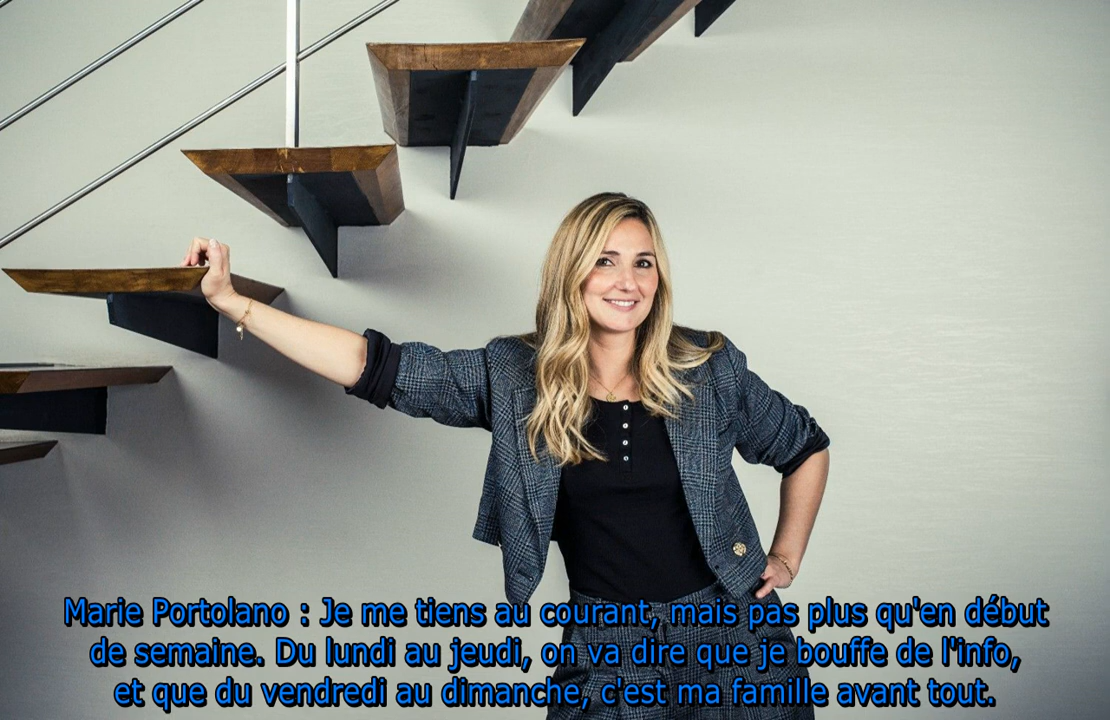 Marie Portolano : Je me tiens au courant, mais pas plus qu'en début
de semaine. Du lundi au jeudi, on va dire que je bouffe de l'info,
et que du vendredi au dimanche, c'est ma famille avant tout.